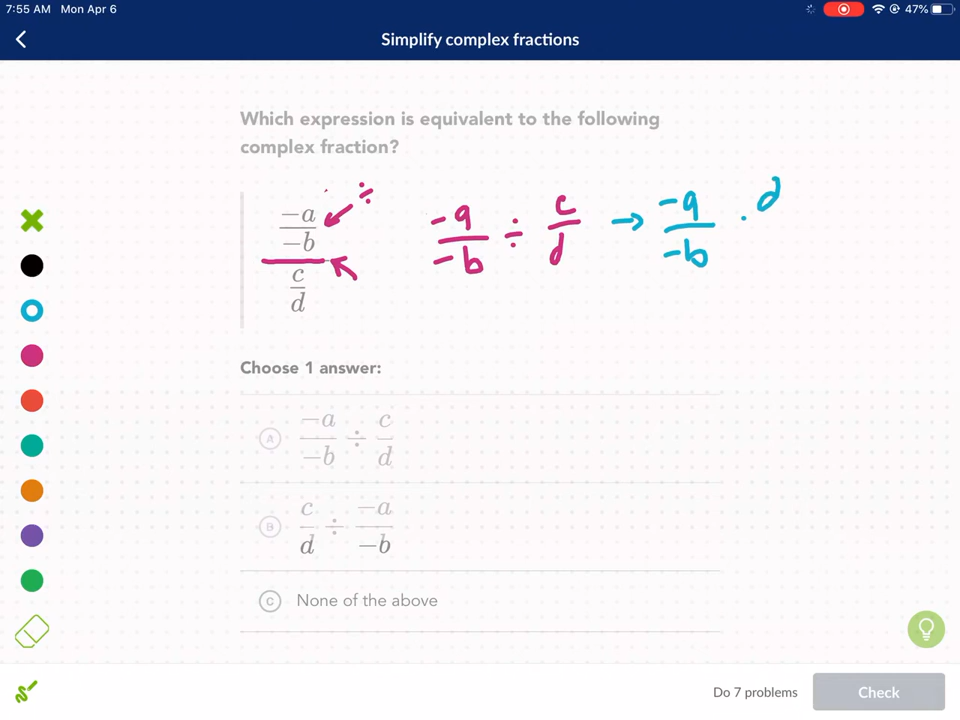 7:55 AM Mon Apr 6 47%
Simplify complex fractions
Which expression is equivalent to the following
complex fraction?
÷
−a
−b
c
d
-a/-b ÷ c/d → -a/-b · d
Choose 1 answer:
A −a/−b ÷ c/d
B c/d ÷ −a/−b
C None of the above
Do 7 problems Check